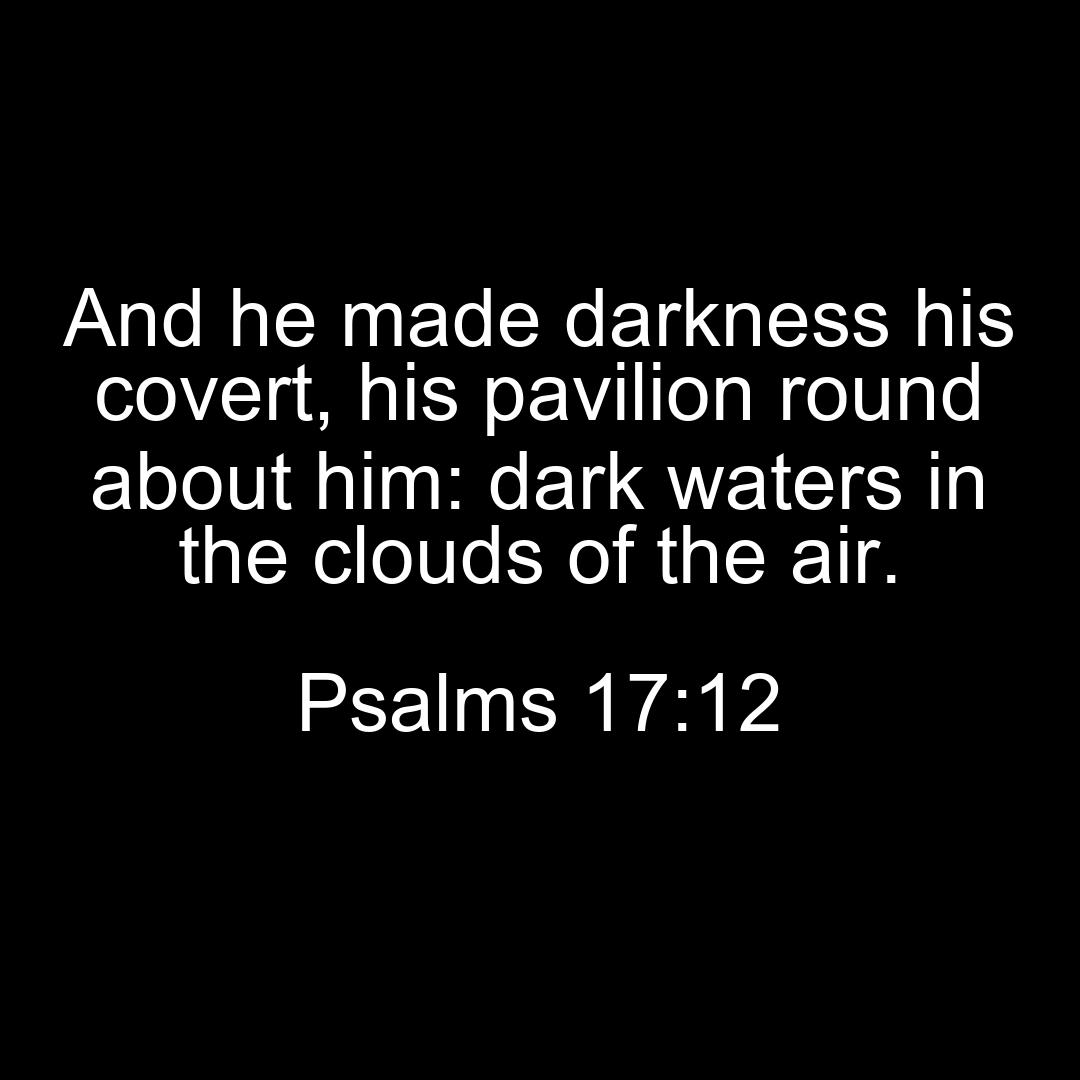 And he made darkness his
covert, his pavilion round
about him: dark waters in
the clouds of the air.
Psalms 17:12